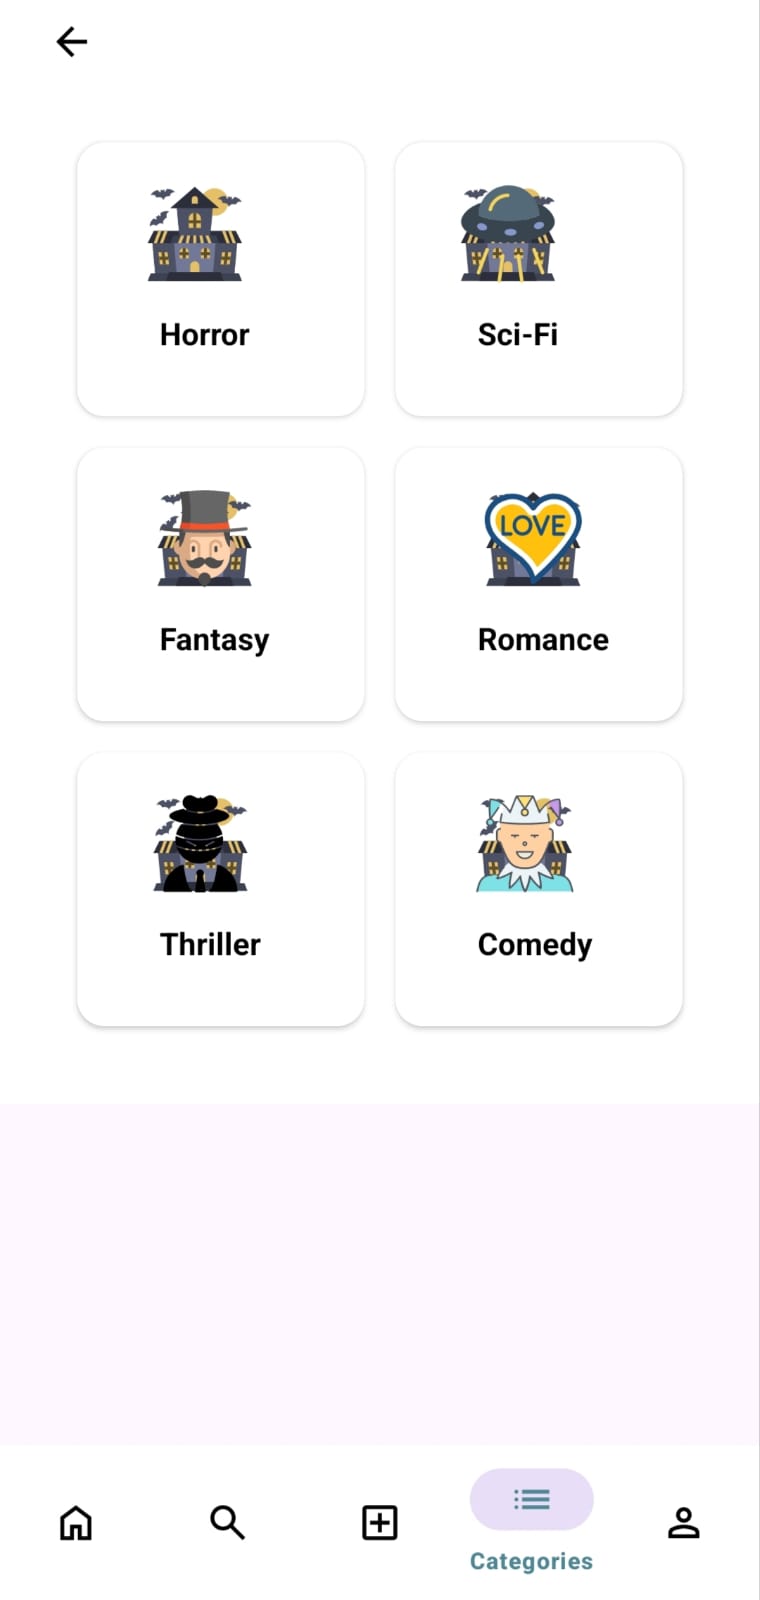 Horror
Sci-Fi
Fantasy
LOVE
Romance
Thriller
Comedy
Categories